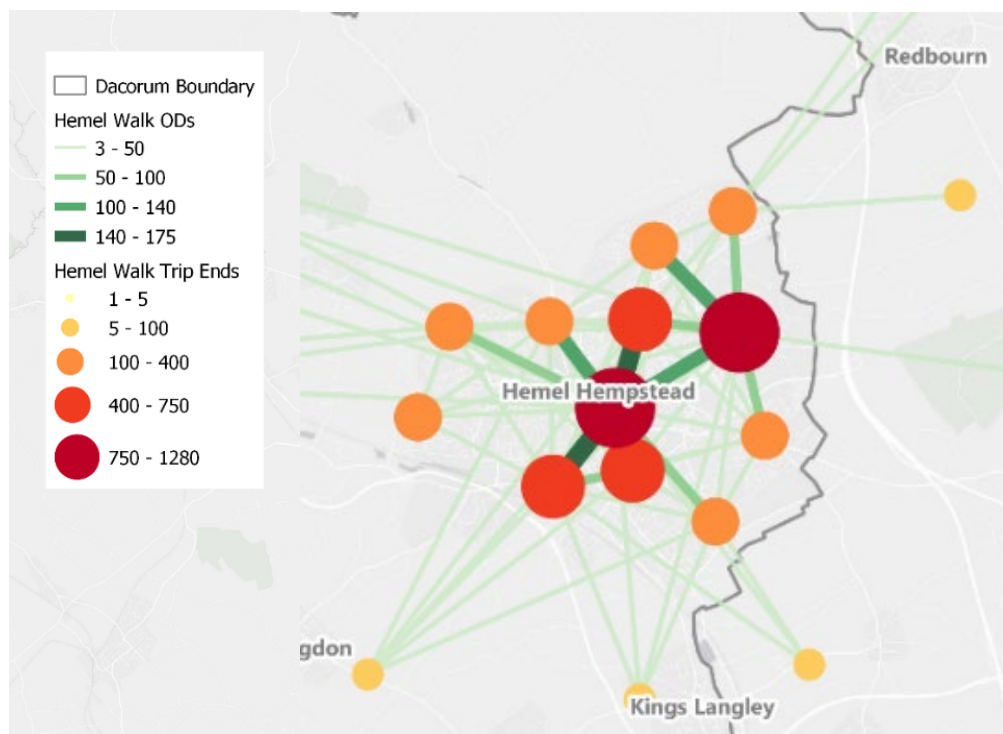 Dacorum Boundary
Hemel Walk ODs
3 - 50
50 - 100
100 - 140
140 - 175
Hemel Walk Trip Ends
1 - 5
5 - 100
100 - 400
400 - 750
750 - 1280
Redbourn
Hemel Hempstead
gdon
Kings Langley